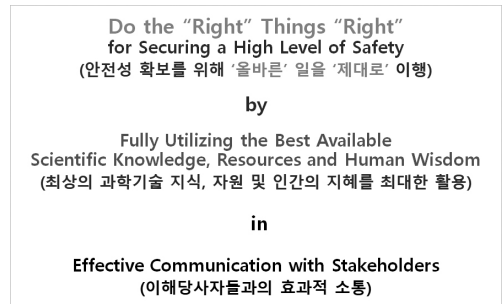 Do the “Right” Things “Right”
for Securing a High Level of Safety
(안전성 확보를 위해 ‘올바른’ 일을 ‘제대로’ 이행)
by
Fully Utilizing the Best Available
Scientific Knowledge, Resources and Human Wisdom
(최상의 과학기술 지식, 자원 및 인간의 지혜를 최대한 활용)
in
Effective Communication with Stakeholders
(이해당사자들과의 효과적 소통)